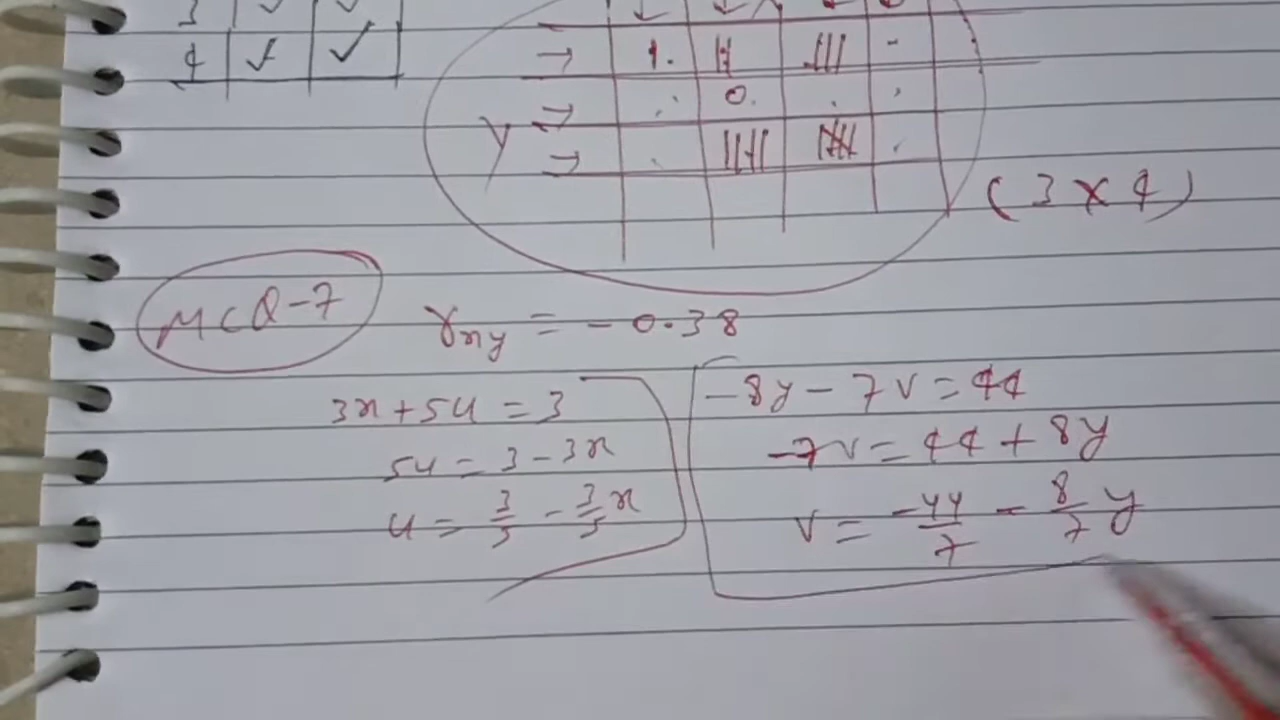 3 ✓ ✓
4 ✓ ✓
→ 1. || ||| -
Y → . 0. . .
→ . |||| |||| .
(3 x 4)
MCQ-7
rxy = - 0.38
3x + 5u = 3
5u = 3 - 3x
u = 3/5 - 3/5 x
-8y - 7v = 44
-7v = 44 + 8y
v = -44/7 - 8/7 y